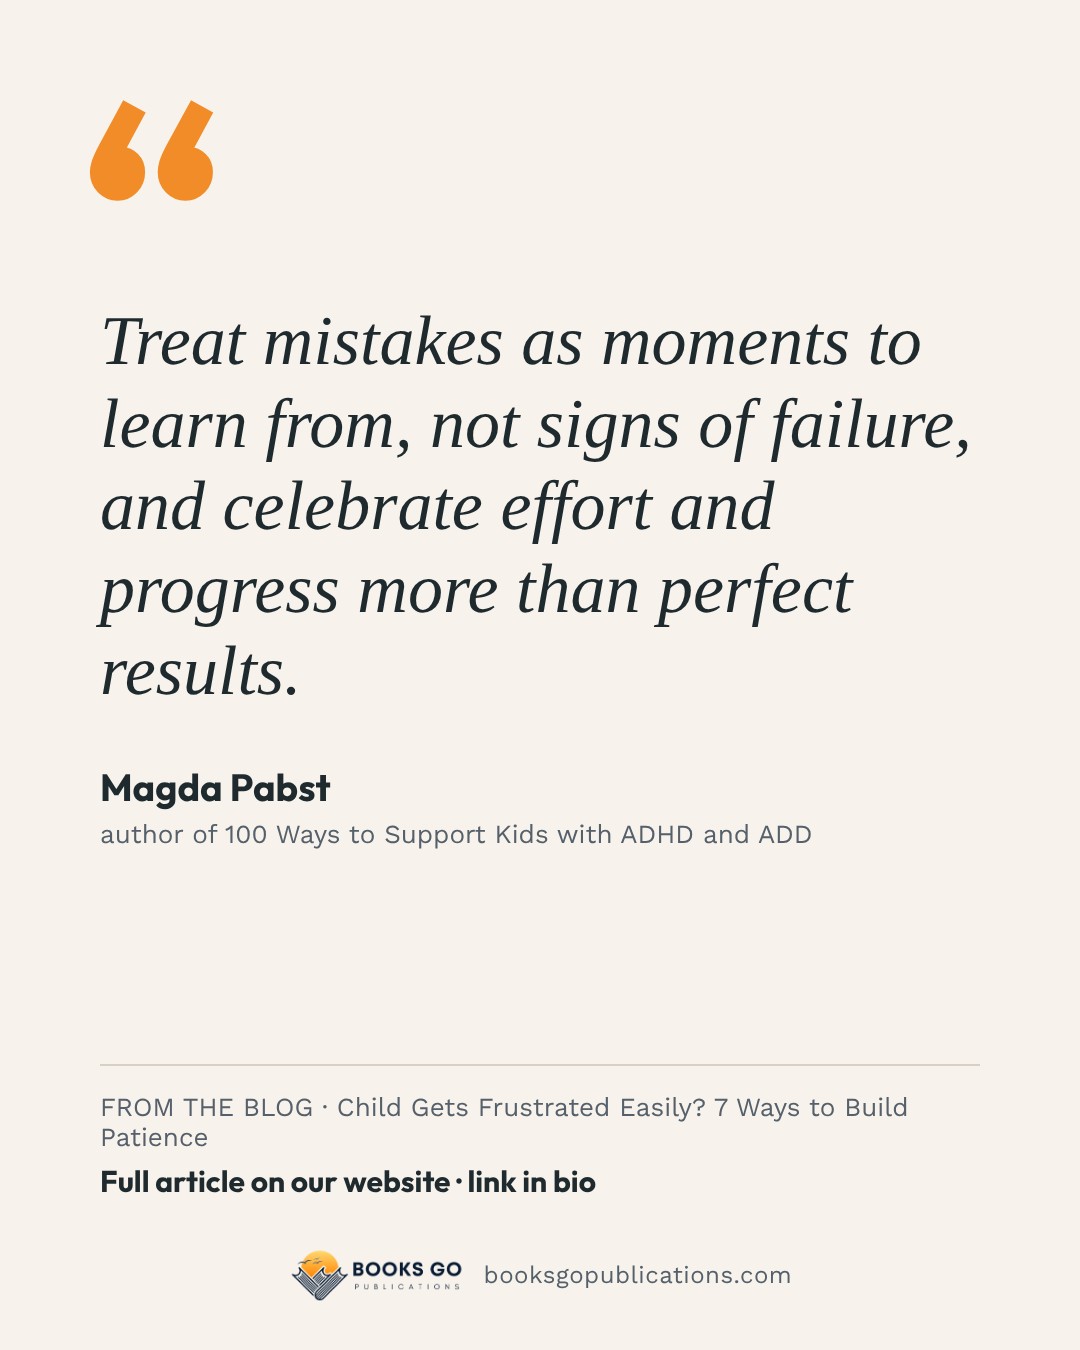 “
Treat mistakes as moments to
learn from, not signs of failure,
and celebrate effort and
progress more than perfect
results.
Magda Pabst
author of 100 Ways to Support Kids with ADHD and ADD
FROM THE BLOG · Child Gets Frustrated Easily? 7 Ways to Build
Patience
Full article on our website · link in bio
BOOKS GO
PUBLICATIONS
booksgopublications.com